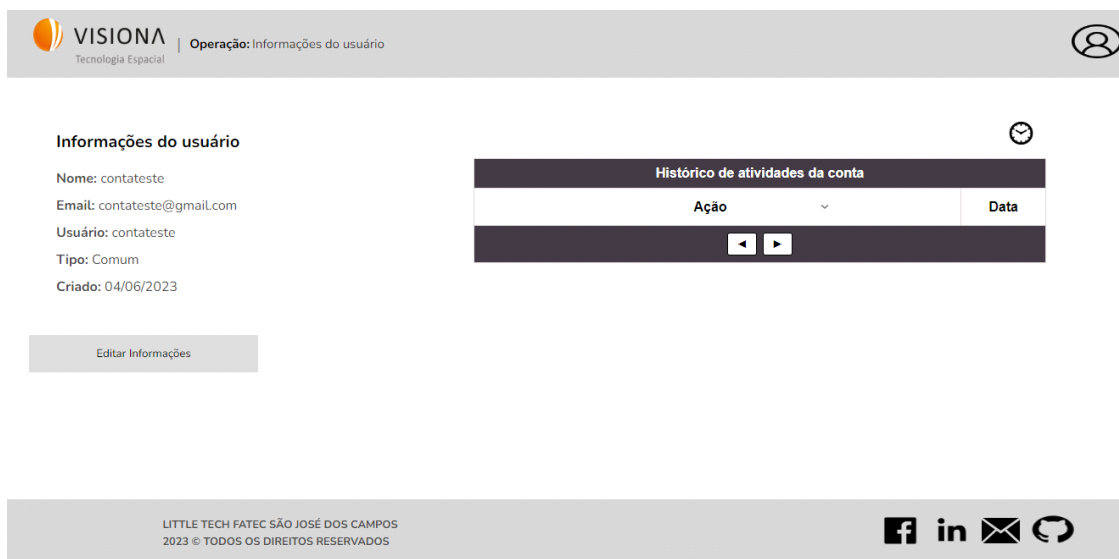 VISIONA
Tecnologia Espacial
| Operação: Informações do usuário
Informações do usuário
Nome: contateste
Email: contateste@gmail.com
Usuário: contateste
Tipo: Comum
Criado: 04/06/2023
Editar Informações
Histórico de atividades da conta
Ação Data
LITTLE TECH FATEC SÃO JOSÉ DOS CAMPOS
2023 © TODOS OS DIREITOS RESERVADOS
in